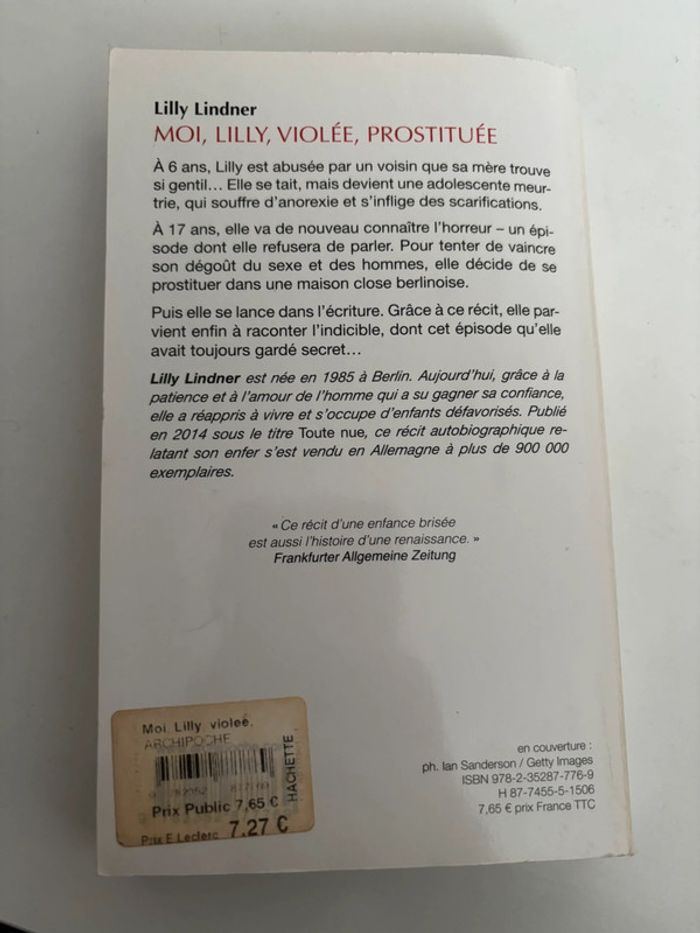 Lilly Lindner
MOI, LILLY, VIOLÉE, PROSTITUÉE
À 6 ans, Lilly est abusée par un voisin que sa mère trouve
si gentil… Elle se tait, mais devient une adolescente meur-
trie, qui souffre d’anorexie et s’inflige des scarifications.
À 17 ans, elle va de nouveau connaître l’horreur – un épi-
sode dont elle refusera de parler. Pour tenter de vaincre
son dégoût du sexe et des hommes, elle décide de se
prostituer dans une maison close berlinoise.
Puis elle se lance dans l’écriture. Grâce à ce récit, elle par-
vient enfin à raconter l’indicible, dont cet épisode qu’elle
avait toujours gardé secret…
Lilly Lindner est née en 1985 à Berlin. Aujourd’hui, grâce à la
patience et à l’amour de l’homme qui a su gagner sa confiance,
elle a réappris à vivre et s’occupe d’enfants défavorisés. Publié
en 2014 sous le titre Toute nue, ce récit autobiographique re-
latant son enfer s’est vendu en Allemagne à plus de 900 000
exemplaires.
« Ce récit d’une enfance brisée
est aussi l’histoire d’une renaissance. »
Frankfurter Allgemeine Zeitung
Moi, Lilly, violee,
ARCHIPOCHE
HACHETTE
Prix Public 7,65 €
Prix E Leclerc 7,27 €
en couverture :
ph. Ian Sanderson / Getty Images
ISBN 978-2-35287-776-9
H 87-7455-5-1506
7,65 € prix France TTC